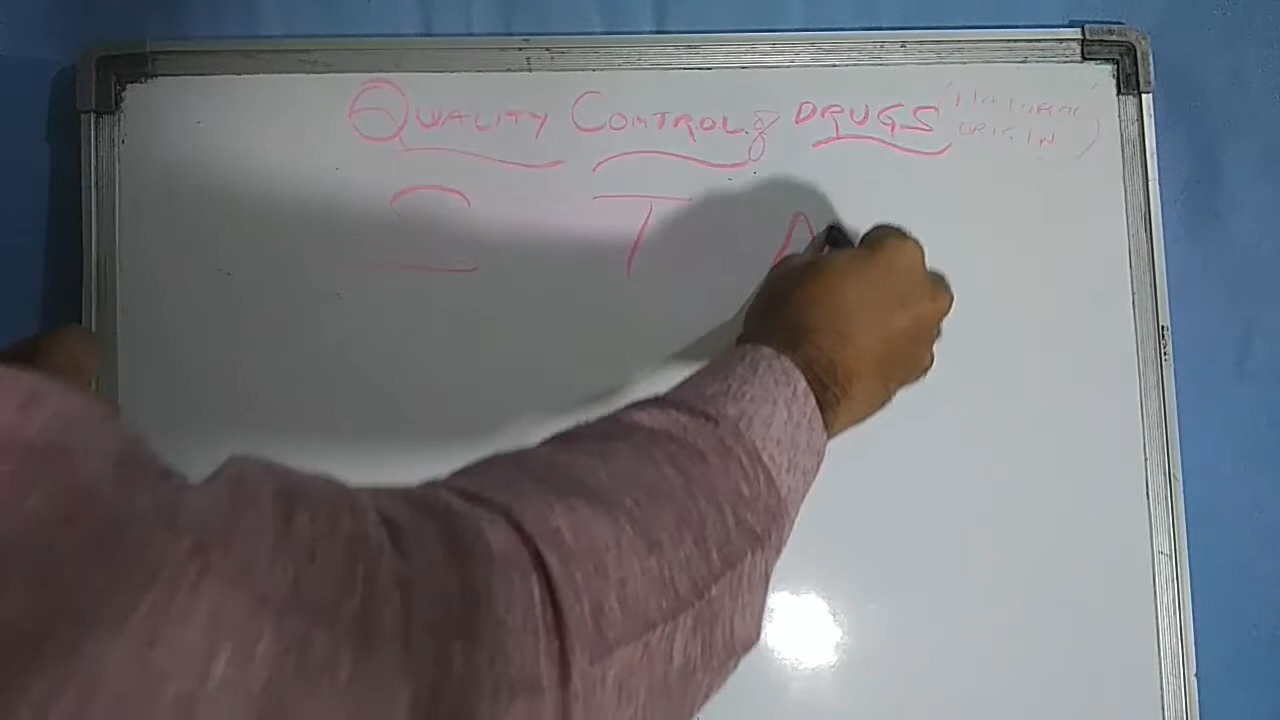 QUALITY CONTROL of DRUGS (NATURAL
ORIGIN)
T A